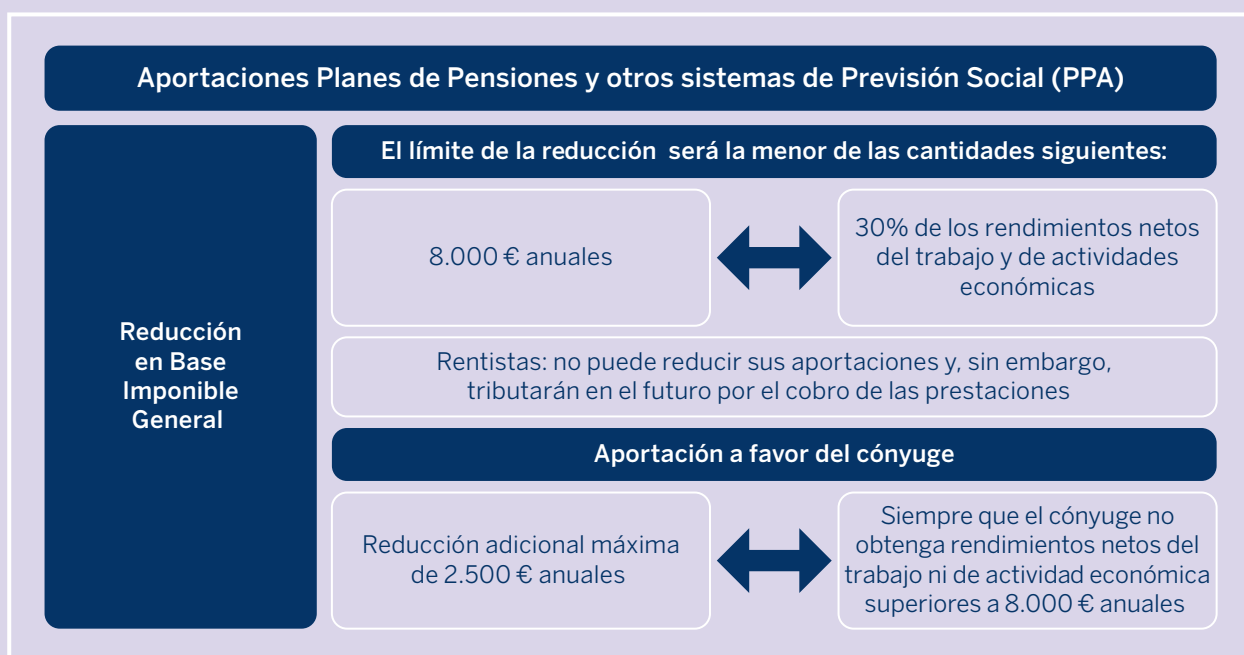 Aportaciones Planes de Pensiones y otros sistemas de Previsión Social (PPA)
Reducción
en Base
Imponible
General
El límite de la reducción será la menor de las cantidades siguientes:
8.000 € anuales
30% de los rendimientos netos
del trabajo y de actividades
económicas
Rentistas: no puede reducir sus aportaciones y, sin embargo,
tributarán en el futuro por el cobro de las prestaciones
Aportación a favor del cónyuge
Reducción adicional máxima
de 2.500 € anuales
Siempre que el cónyuge no
obtenga rendimientos netos del
trabajo ni de actividad económica
superiores a 8.000 € anuales